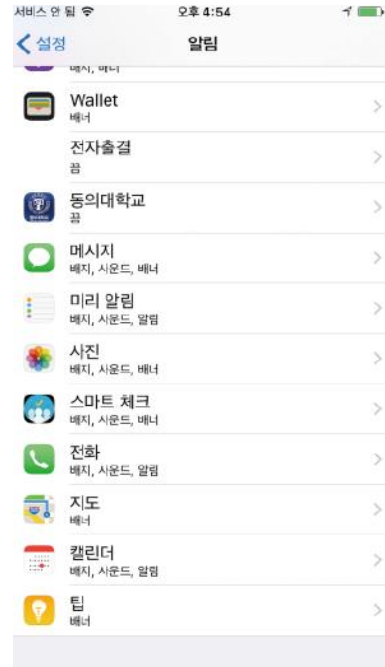 서비스 안 됨
오후 4:54
설정
알림
배지, 배너
Wallet
배너
전자출결
끔
동의대학교
끔
메시지
배지, 사운드, 배너
미리 알림
배지, 사운드, 알림
사진
배지, 사운드, 배너
스마트 체크
배지, 사운드, 배너
전화
배지, 사운드, 알림
지도
배너
캘린더
배지, 사운드, 알림
팁
배너